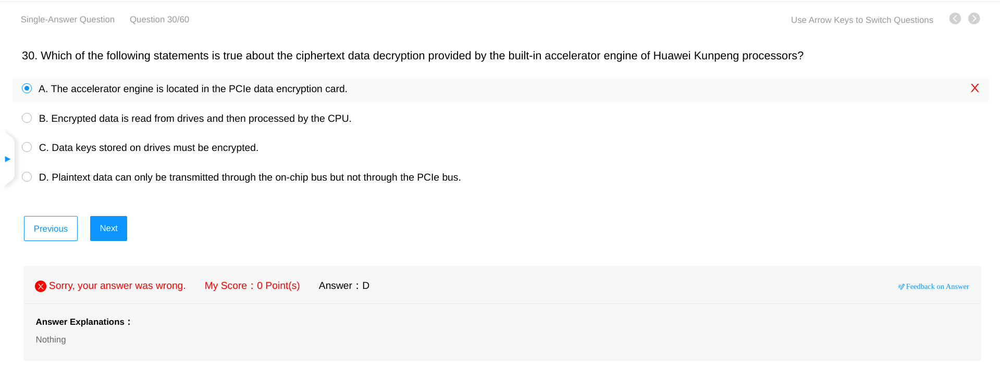 Single-Answer Question Question 30/60 Use Arrow Keys to Switch Questions
30. Which of the following statements is true about the ciphertext data decryption provided by the built-in accelerator engine of Huawei Kunpeng processors?
A. The accelerator engine is located in the PCIe data encryption card.
B. Encrypted data is read from drives and then processed by the CPU.
C. Data keys stored on drives must be encrypted.
D. Plaintext data can only be transmitted through the on-chip bus but not through the PCIe bus.
Previous Next
Sorry, your answer was wrong. My Score：0 Point(s) Answer：D Feedback on Answer
Answer Explanations：
Nothing